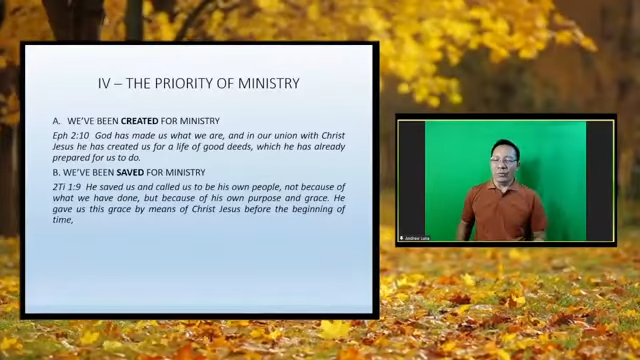 IV – THE PRIORITY OF MINISTRY
A. WE'VE BEEN CREATED FOR MINISTRY
Eph 2:10 God has made us what we are, and in our union with Christ
Jesus he has created us for a life of good deeds, which he has already
prepared for us to do.
B. WE'VE BEEN SAVED FOR MINISTRY
2Ti 1:9 He saved us and called us to be his own people, not because of
what we have done, but because of his own purpose and grace. He
gave us this grace by means of Christ Jesus before the beginning of
time,